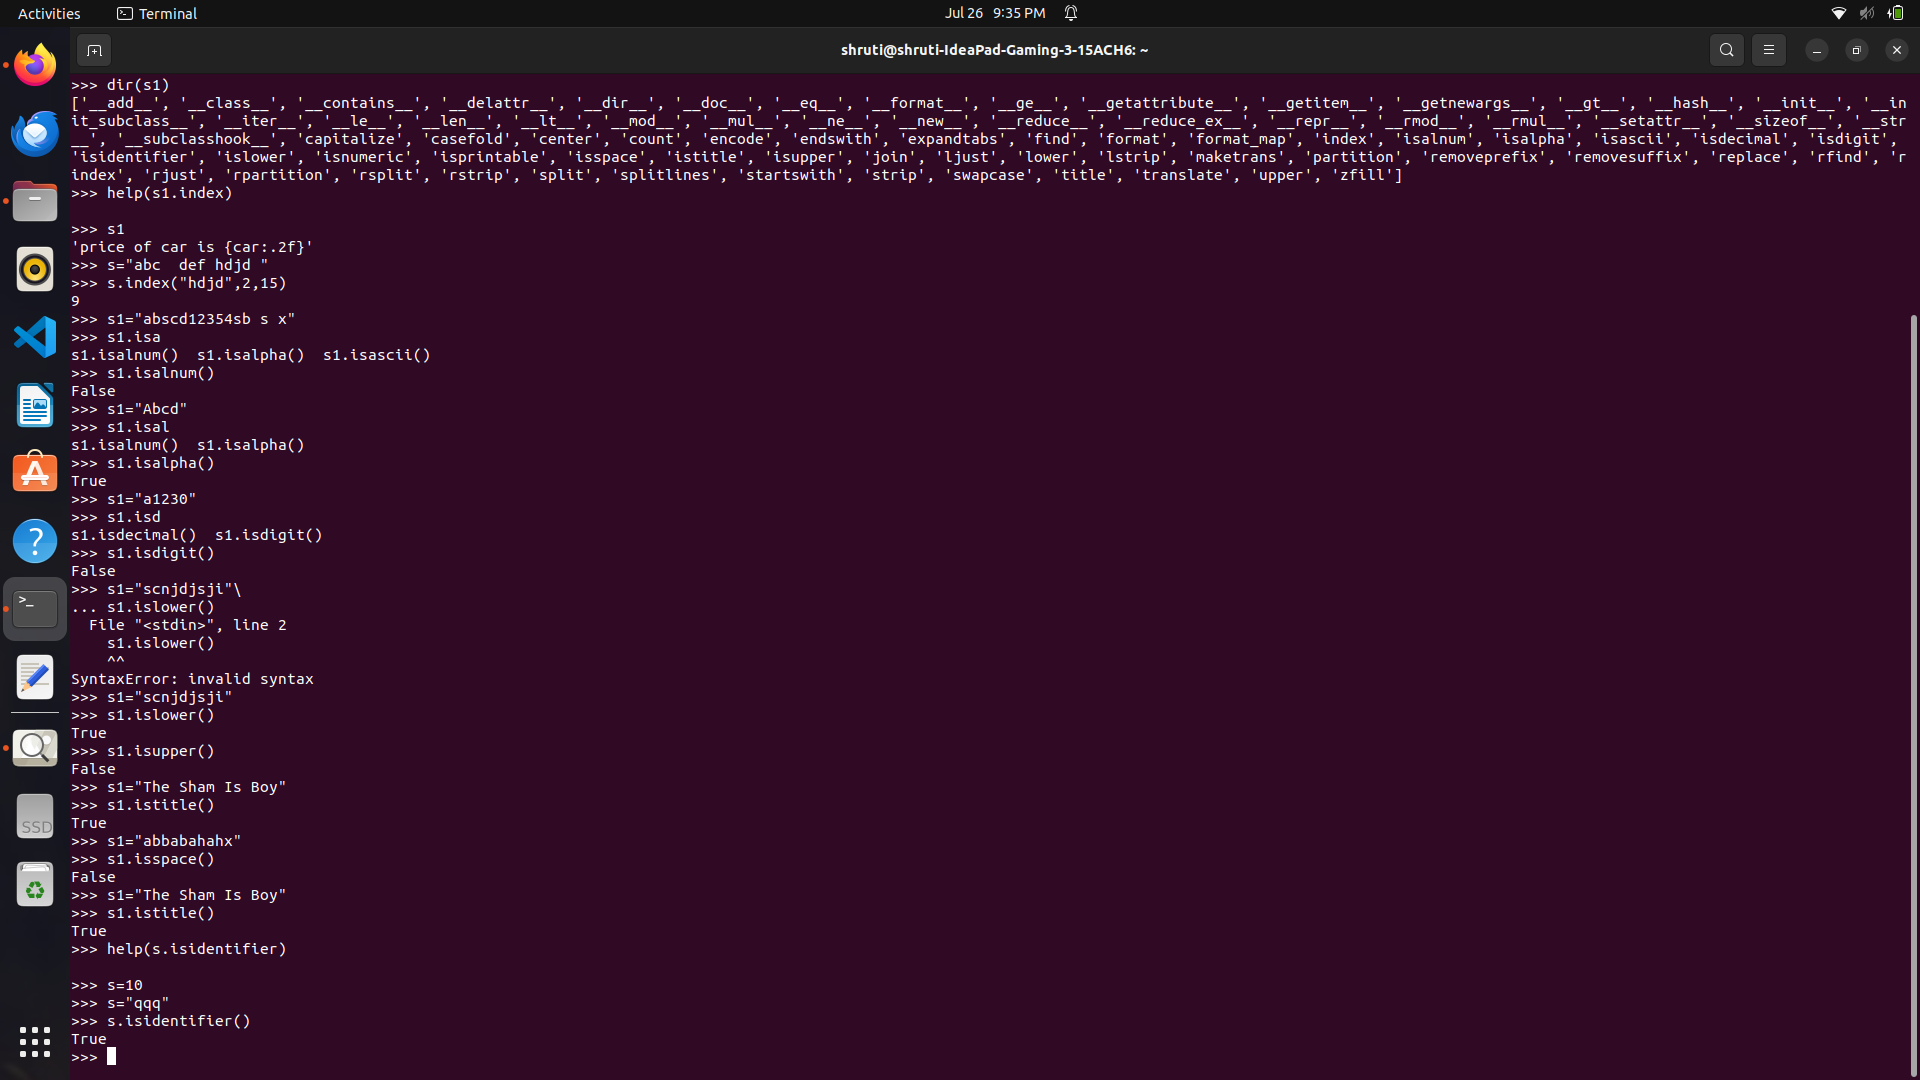 Activities
Terminal
Jul 26 9:35 PM
shruti@shruti-IdeaPad-Gaming-3-15ACH6: ~
>>> dir(s1)
['__add__', '__class__', '__contains__', '__delattr__', '__dir__', '__doc__', '__eq__', '__format__', '__ge__', '__getattribute__', '__getitem__', '__getnewargs__', '__gt__', '__hash__', '__init__', '__in
it_subclass__', '__iter__', '__le__', '__len__', '__lt__', '__mod__', '__mul__', '__ne__', '__new__', '__reduce__', '__reduce_ex__', '__repr__', '__rmod__', '__rmul__', '__setattr__', '__sizeof__', '__str
__', '__subclasshook__', 'capitalize', 'casefold', 'center', 'count', 'encode', 'endswith', 'expandtabs', 'find', 'format', 'format_map', 'index', 'isalnum', 'isalpha', 'isascii', 'isdecimal', 'isdigit', 
'isidentifier', 'islower', 'isnumeric', 'isprintable', 'isspace', 'istitle', 'isupper', 'join', 'ljust', 'lower', 'lstrip', 'maketrans', 'partition', 'removeprefix', 'removesuffix', 'replace', 'rfind', 'r
index', 'rjust', 'rpartition', 'rsplit', 'rstrip', 'split', 'splitlines', 'startswith', 'strip', 'swapcase', 'title', 'translate', 'upper', 'zfill']
>>> help(s1.index)
>>> s1
'price of car is {car:.2f}'
>>> s="abc  def hdjd "
>>> s.index("hdjd",2,15)
9
>>> s1="abscd12354sb s x"
>>> s1.isa
s1.isalnum()  s1.isalpha()  s1.isascii()
>>> s1.isalnum()
False
>>> s1="Abcd"
>>> s1.isal
s1.isalnum()  s1.isalpha()
>>> s1.isalpha()
True
>>> s1="a1230"
>>> s1.isd
s1.isdecimal()  s1.isdigit()
>>> s1.isdigit()
False
>>> s1="scnjdjsji"\
... s1.islower()
  File "<stdin>", line 2
    s1.islower()
    ^^
SyntaxError: invalid syntax
>>> s1="scnjdjsji"
>>> s1.islower()
True
>>> s1.isupper()
False
>>> s1="The Sham Is Boy"
>>> s1.istitle()
True
>>> s1="abbabahahx"
>>> s1.isspace()
False
>>> s1="The Sham Is Boy"
>>> s1.istitle()
True
>>> help(s.isidentifier)
>>> s=10
>>> s="qqq"
>>> s.isidentifier()
True
>>>
SSD